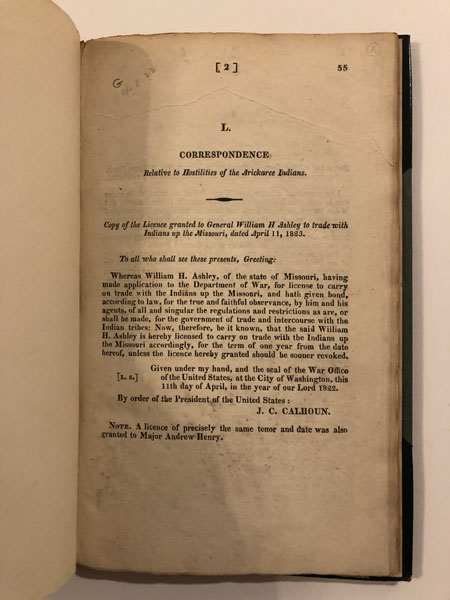 [ 2 ] 55
G
L.
CORRESPONDENCE
Relative to Hostilities of the Arickaree Indians.
Copy of the Licence granted to General William H Ashley to trade with
Indians up the Missouri, dated April 11, 1823.
To all who shall see these presents, Greeting:
Whereas William H. Ashley, of the state of Missouri, having
made application to the Department of War, for license to carry
on trade with the Indians up the Missouri, and hath given bond,
according to law, for the true and faithful observance, by him and his
agents, of all and singular the regulations and restrictions as are, or
shall be made, for the government of trade and intercourse with the
Indian tribes: Now, therefore, be it known, that the said William
H. Ashley is hereby licensed to carry on trade with the Indians up
the Missouri accordingly, for the term of one year from the date
hereof, unless the licence hereby granted should be sooner revoked.
Given under my hand, and the seal of the War Office
[L. S.] of the United States, at the City of Washington, this
11th day of April, in the year of our Lord 1822.
By order of the President of the United States:
J. C. CALHOUN.
NOTE. A licence of precisely the same tenor and date was also
granted to Major Andrew Henry.